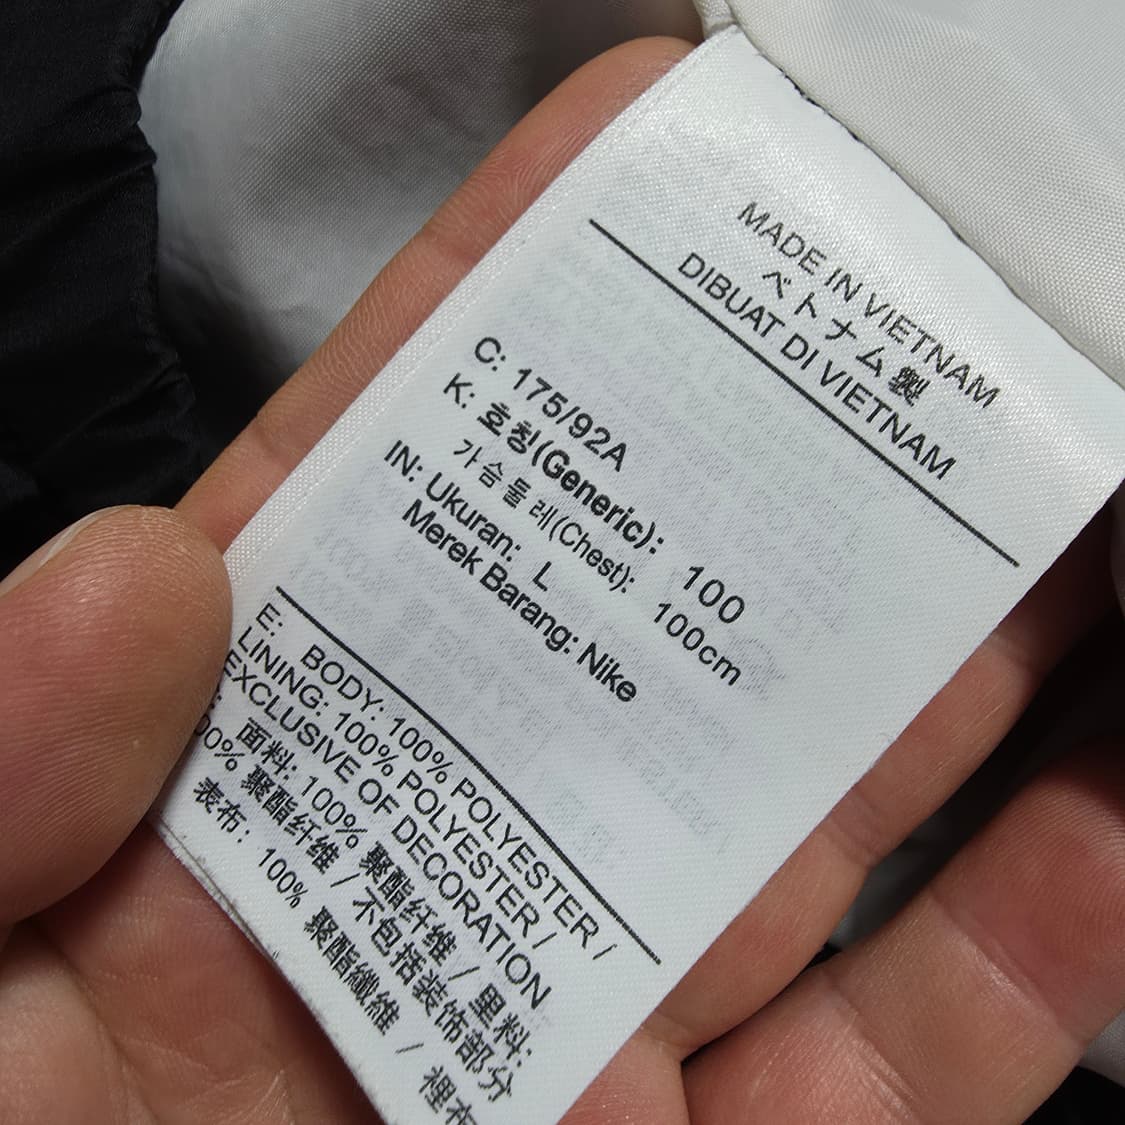 MADE IN VIETNAM
ベトナム製
DIBUAT DI VIETNAM
C: 175/92A
K: 호칭(Generic): 100
가슴둘레(Chest): 100cm
IN: Ukuran: L
Merek Barang: Nike
E: BODY: 100% POLYESTER /
LINING: 100% POLYESTER /
EXCLUSIVE OF DECORATION
面料: 100% 聚酯纤维 / 里料:
00% 聚酯纤维 / 不包括装饰部分
表布: 100% 聚酯纖維 / 裡布